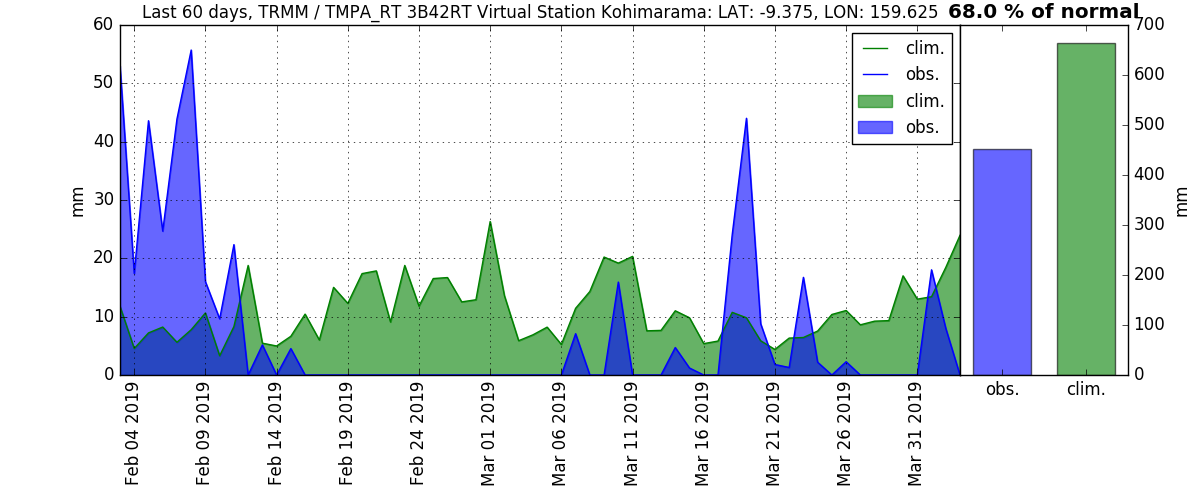 Last 60 days, TRMM / TMPA_RT 3B42RT Virtual Station Kohimarama: LAT: -9.375, LON: 159.625 68.0 % of normal
60
50
40
30
20
10
0
mm
clim.
obs.
clim.
obs.
700
600
500
400
300
200
100
0
mm
Feb 04 2019
Feb 09 2019
Feb 14 2019
Feb 19 2019
Feb 24 2019
Mar 01 2019
Mar 06 2019
Mar 11 2019
Mar 16 2019
Mar 21 2019
Mar 26 2019
Mar 31 2019
obs. clim.